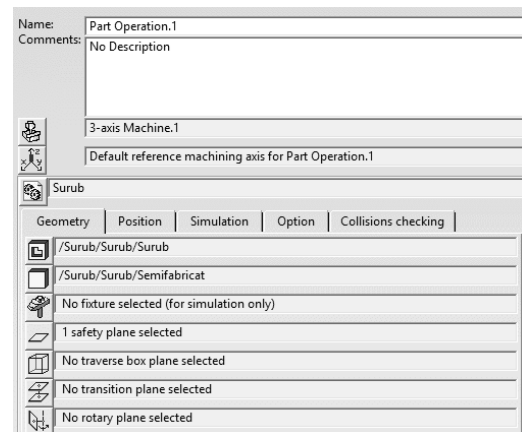 Name: Part Operation.1
Comments: No Description
3-axis Machine.1
Default reference machining axis for Part Operation.1
Surub
Geometry Position Simulation Option Collisions checking
/Surub/Surub/Surub
/Surub/Surub/Semifabricat
No fixture selected (for simulation only)
1 safety plane selected
No traverse box plane selected
No transition plane selected
No rotary plane selected